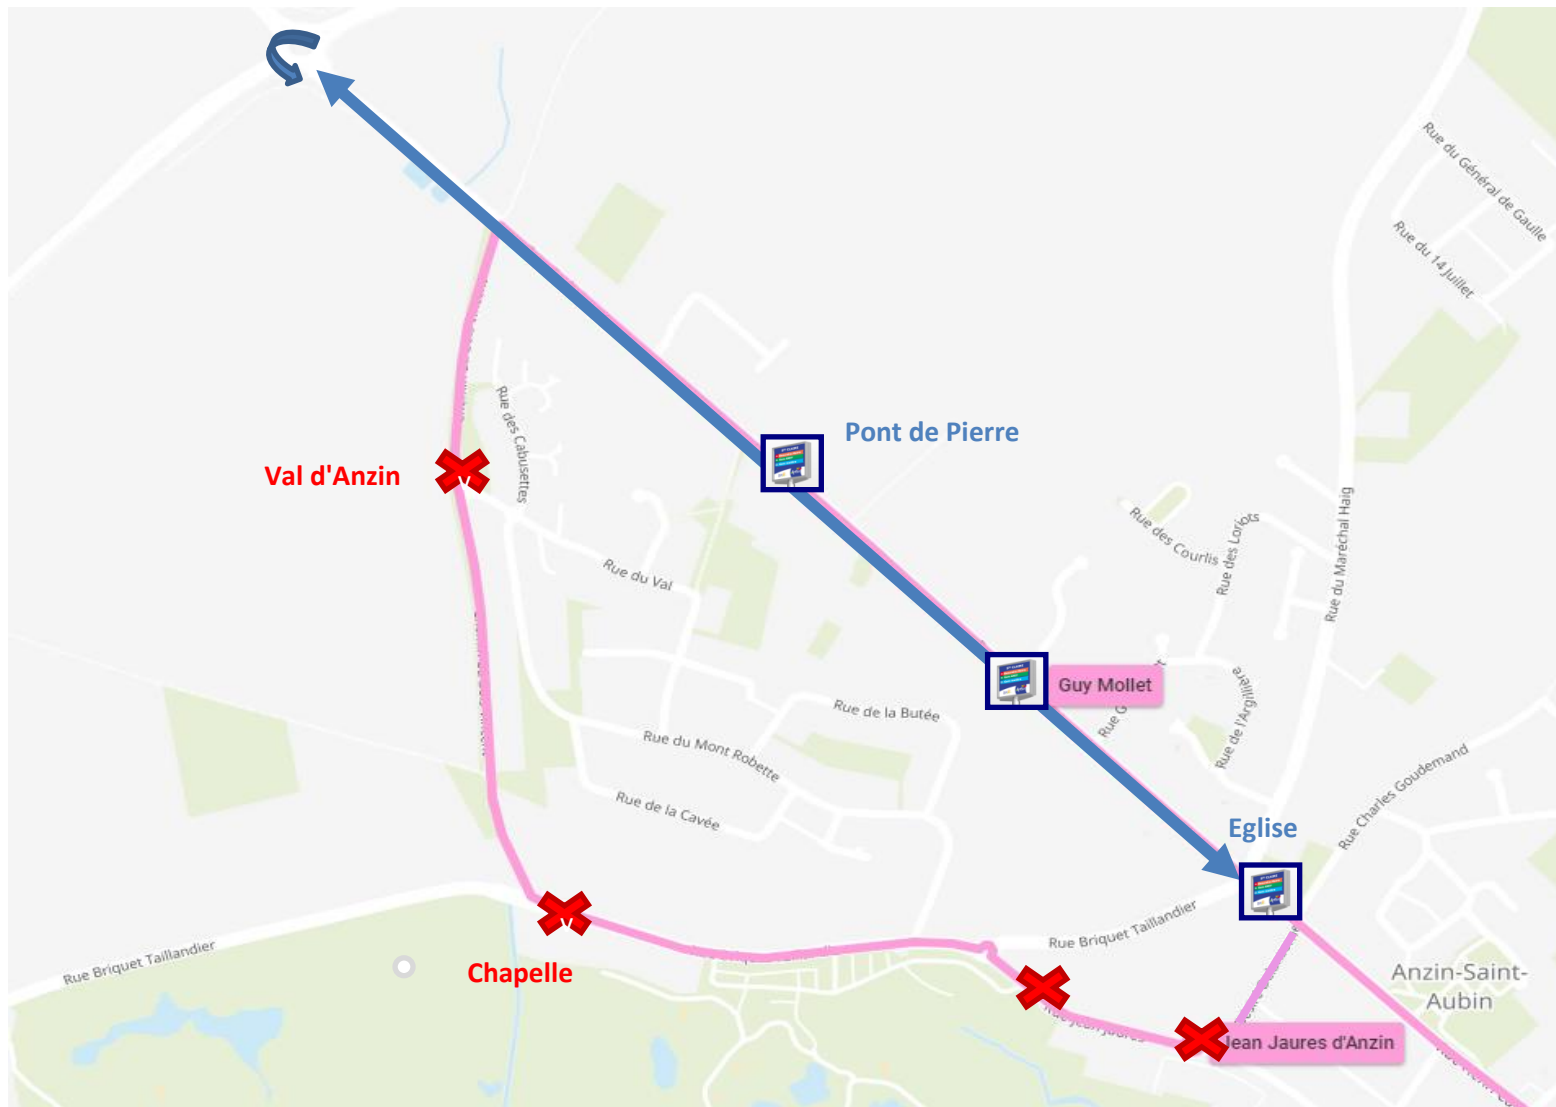 Rue du Général de Gaulle
Rue du 14 Juillet
Rue des Cabusettes
Pont de Pierre
Val d'Anzin
Rue des Courlis
Rue des Loriots
Rue du Maréchal Haig
Rue du Val
Guy Mollet
Rue de l'Argilière
Rue de la Butée
Rue du Mont Robette
Rue de la Cavée
Rue Charles Goudemand
Eglise
Rue Briquet Taillandier
Rue Briquet Taillandier
Chapelle
Anzin-Saint-
Aubin
Rue Jean Jaurès
Jean Jaures d'Anzin